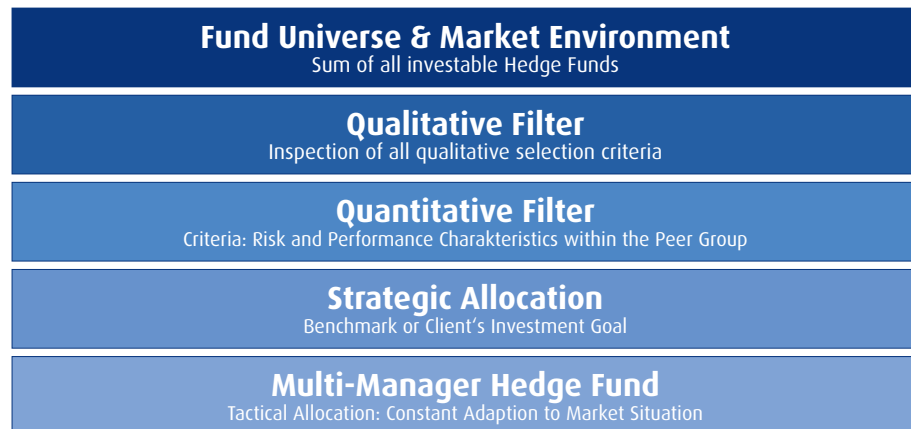 Fund Universe & Market Environment
Sum of all investable Hedge Funds
Qualitative Filter
Inspection of all qualitative selection criteria
Quantitative Filter
Criteria: Risk and Performance Charakteristics within the Peer Group
Strategic Allocation
Benchmark or Client’s Investment Goal
Multi-Manager Hedge Fund
Tactical Allocation: Constant Adaption to Market Situation